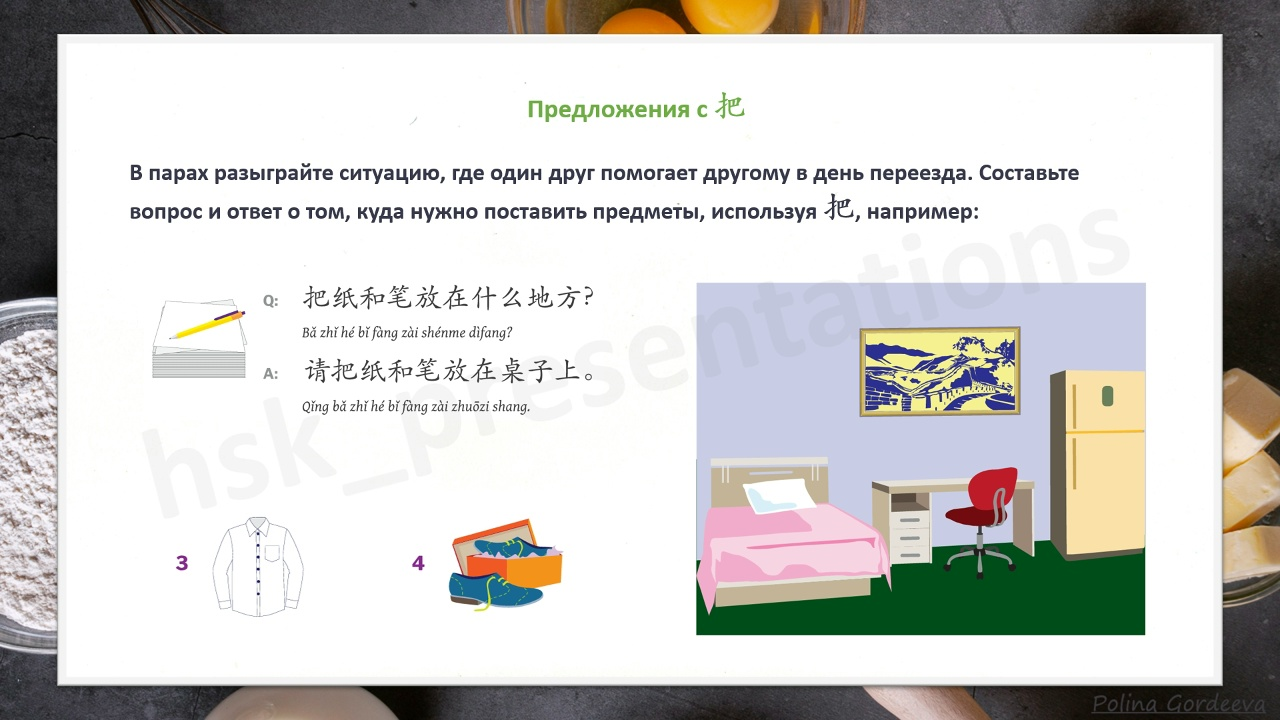 Предложения с 把
В парах разыграйте ситуацию, где один друг помогает другому в день переезда. Составьте
вопрос и ответ о том, куда нужно поставить предметы, используя 把, например:
Q: 把纸和笔放在什么地方?
Bǎ zhǐ hé bǐ fàng zài shénme dìfang?
A: 请把纸和笔放在桌子上。
Qǐng bǎ zhǐ hé bǐ fàng zài zhuōzi shang.
3
4
hsk_presentations
Polina Gordeeva